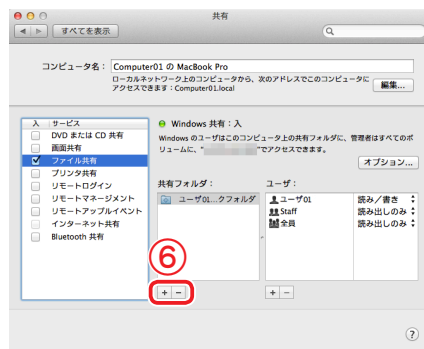 共有
すべてを表示
コンピュータ名： Computer01 の MacBook Pro
ローカルネットワーク上のコンピュータから、次のアドレスでこのコンピュータに
アクセスできます：Computer01.local
編集...
入 サービス
DVD または CD 共有
画面共有
ファイル共有
プリンタ共有
リモートログイン
リモートマネージメント
リモートアップルイベント
インターネット共有
Bluetooth 共有
Windows 共有：入
Windows のユーザはこのコンピュータ上の共有フォルダに、管理者はすべてのボ
リュームに、“ ”でアクセスできます。
オプション...
共有フォルダ：
ユーザ01...クフォルダ
ユーザ：
ユーザ01 読み／書き
Staff 読み出しのみ
全員 読み出しのみ
⑥
+ −
+ −
?